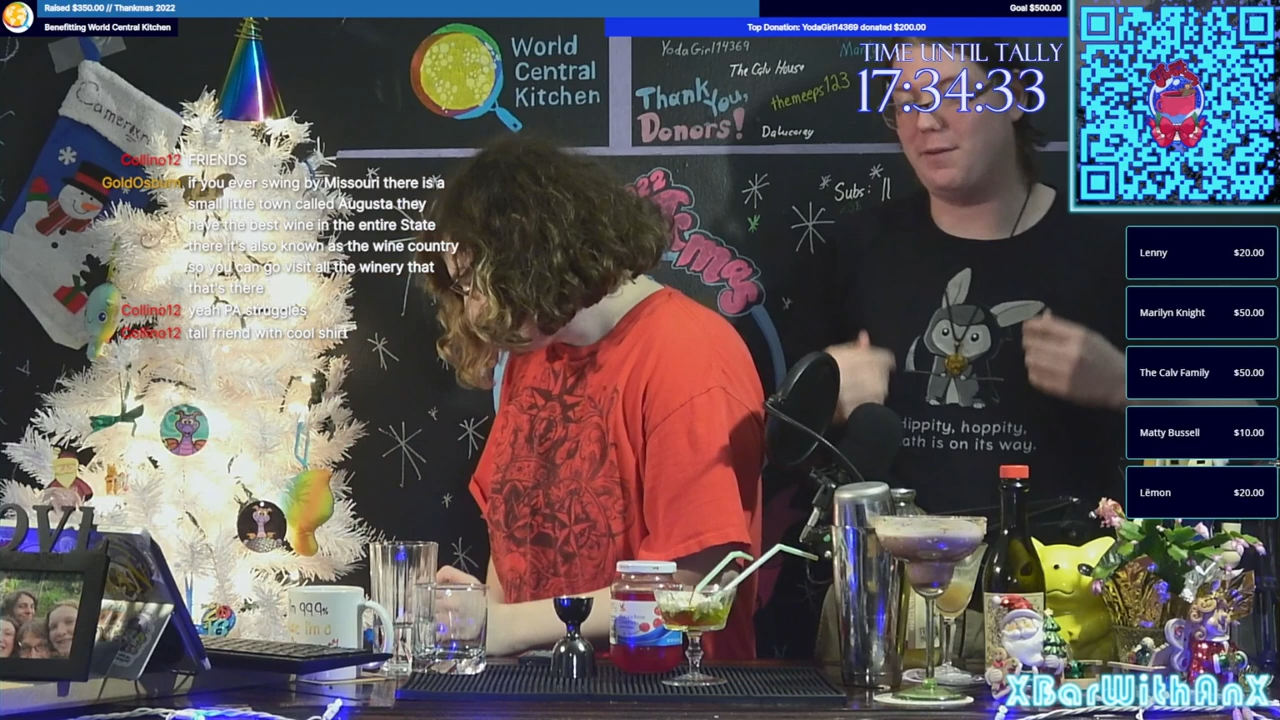 Raised $350.00 // Thankmas 2022
Goal $500.00
Benefitting World Central Kitchen
Top Donation: YodaGirl14369 donated $200.00
World
Central
Kitchen
YodaGirl14369
The Calv House
Thank
you,
Donors!
themeeps123
Dalucorey
TIME UNTIL TALLY
17:34:33
Subs: 11
Collino12 FRIENDS
GoldOsburn if you ever swing by Missouri there is a
small little town called Augusta they
have the best wine in the entire State
there it's also known as the wine country
so you can go visit all the winery that
that's there
Collino12 yeah PA struggles
Collino12 tall friend with cool shirt
Lenny $20.00
Marilyn Knight $50.00
The Calv Family $50.00
Matty Bussell $10.00
Lēmon $20.00
Hippity, hoppity,
is on its way.
99%
XBarWithAnX